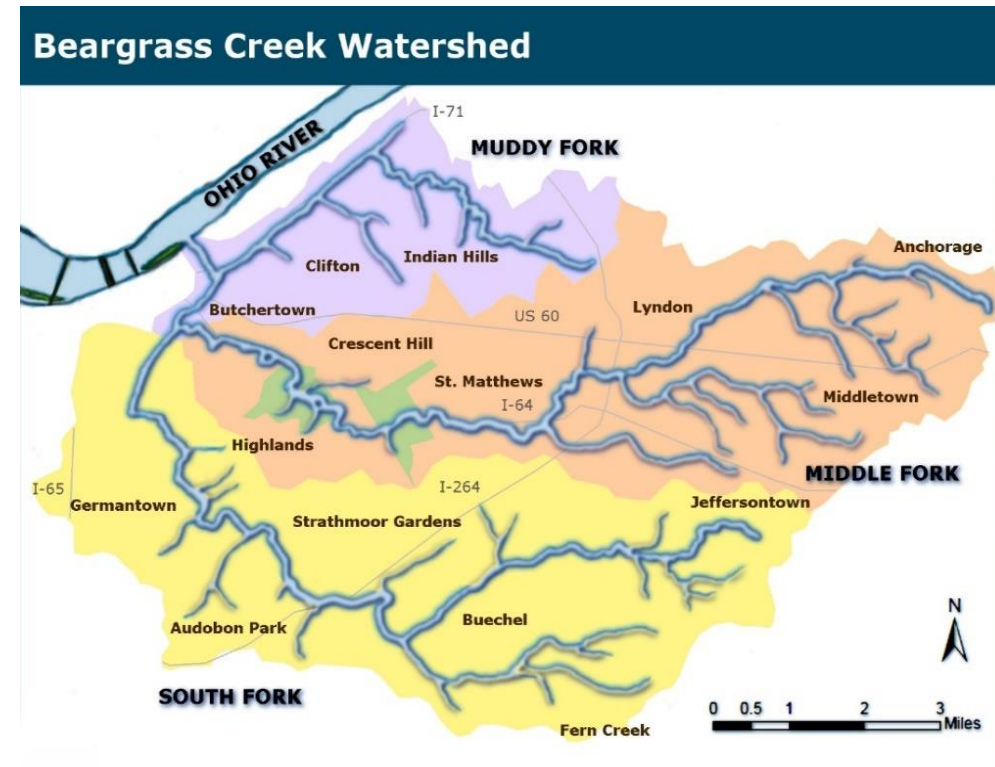 Beargrass Creek Watershed
I-71
OHIO RIVER
MUDDY FORK
Anchorage
Indian Hills
Clifton
Lyndon
Butchertown
US 60
Crescent Hill
St. Matthews
Middletown
I-64
Highlands
MIDDLE FORK
I-65
I-264
Germantown
Jeffersontown
Strathmoor Gardens
N
Buechel
Audobon Park
SOUTH FORK
0 0.5 1 2 3
Miles
Fern Creek